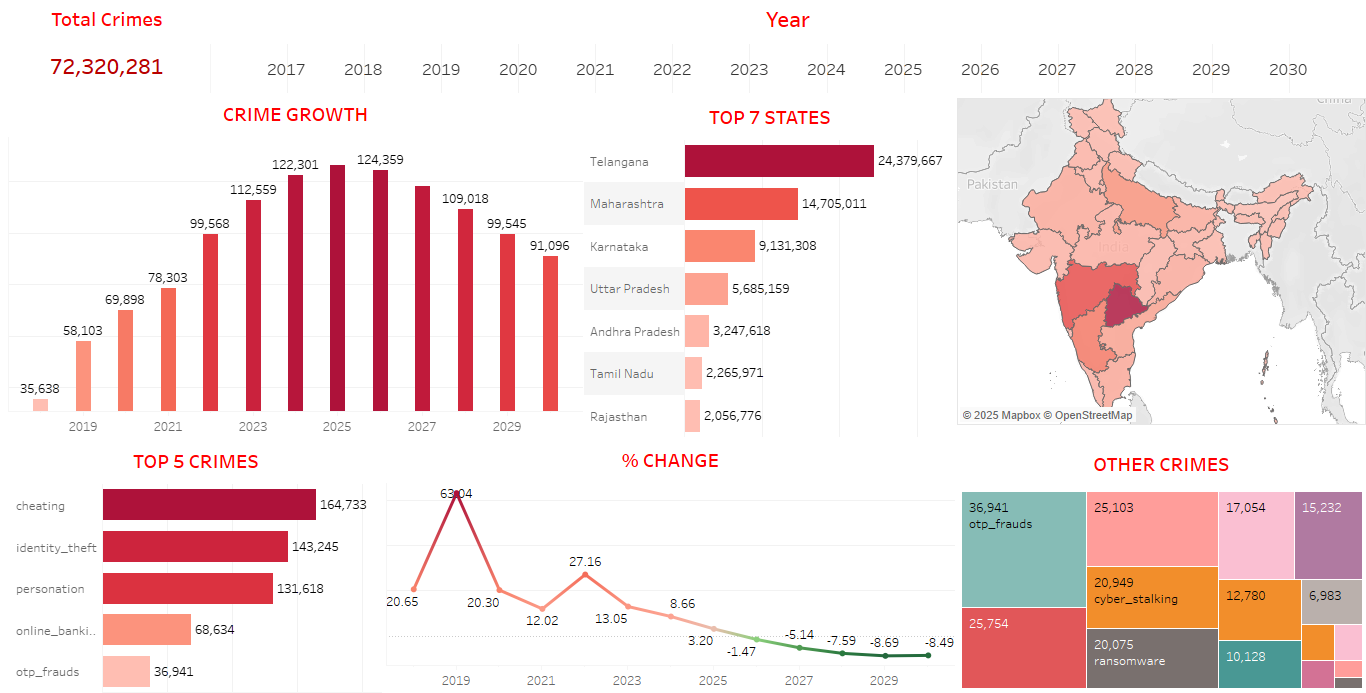 Total Crimes
72,320,281
Year
2017 2018 2019 2020 2021 2022 2023 2024 2025 2026 2027 2028 2029 2030
CRIME GROWTH
35,638
58,103
69,898
78,303
99,568
112,559
122,301
124,359
109,018
99,545
91,096
2019 2021 2023 2025 2027 2029
TOP 7 STATES
Telangana 24,379,667
Maharashtra 14,705,011
Karnataka 9,131,308
Uttar Pradesh 5,685,159
Andhra Pradesh 3,247,618
Tamil Nadu 2,265,971
Rajasthan 2,056,776
China
Pakistan
India
© 2025 Mapbox © OpenStreetMap
TOP 5 CRIMES
cheating 164,733
identity_theft 143,245
personation 131,618
online_banki.. 68,634
otp_frauds 36,941
% CHANGE
20.65
63.04
20.30
12.02
27.16
13.05
8.66
3.20
-1.47
-5.14
-7.59
-8.69
-8.49
2019 2021 2023 2025 2027 2029
OTHER CRIMES
36,941
otp_frauds
25,754
25,103
20,949
cyber_stalking
20,075
ransomware
17,054
12,780
10,128
15,232
6,983